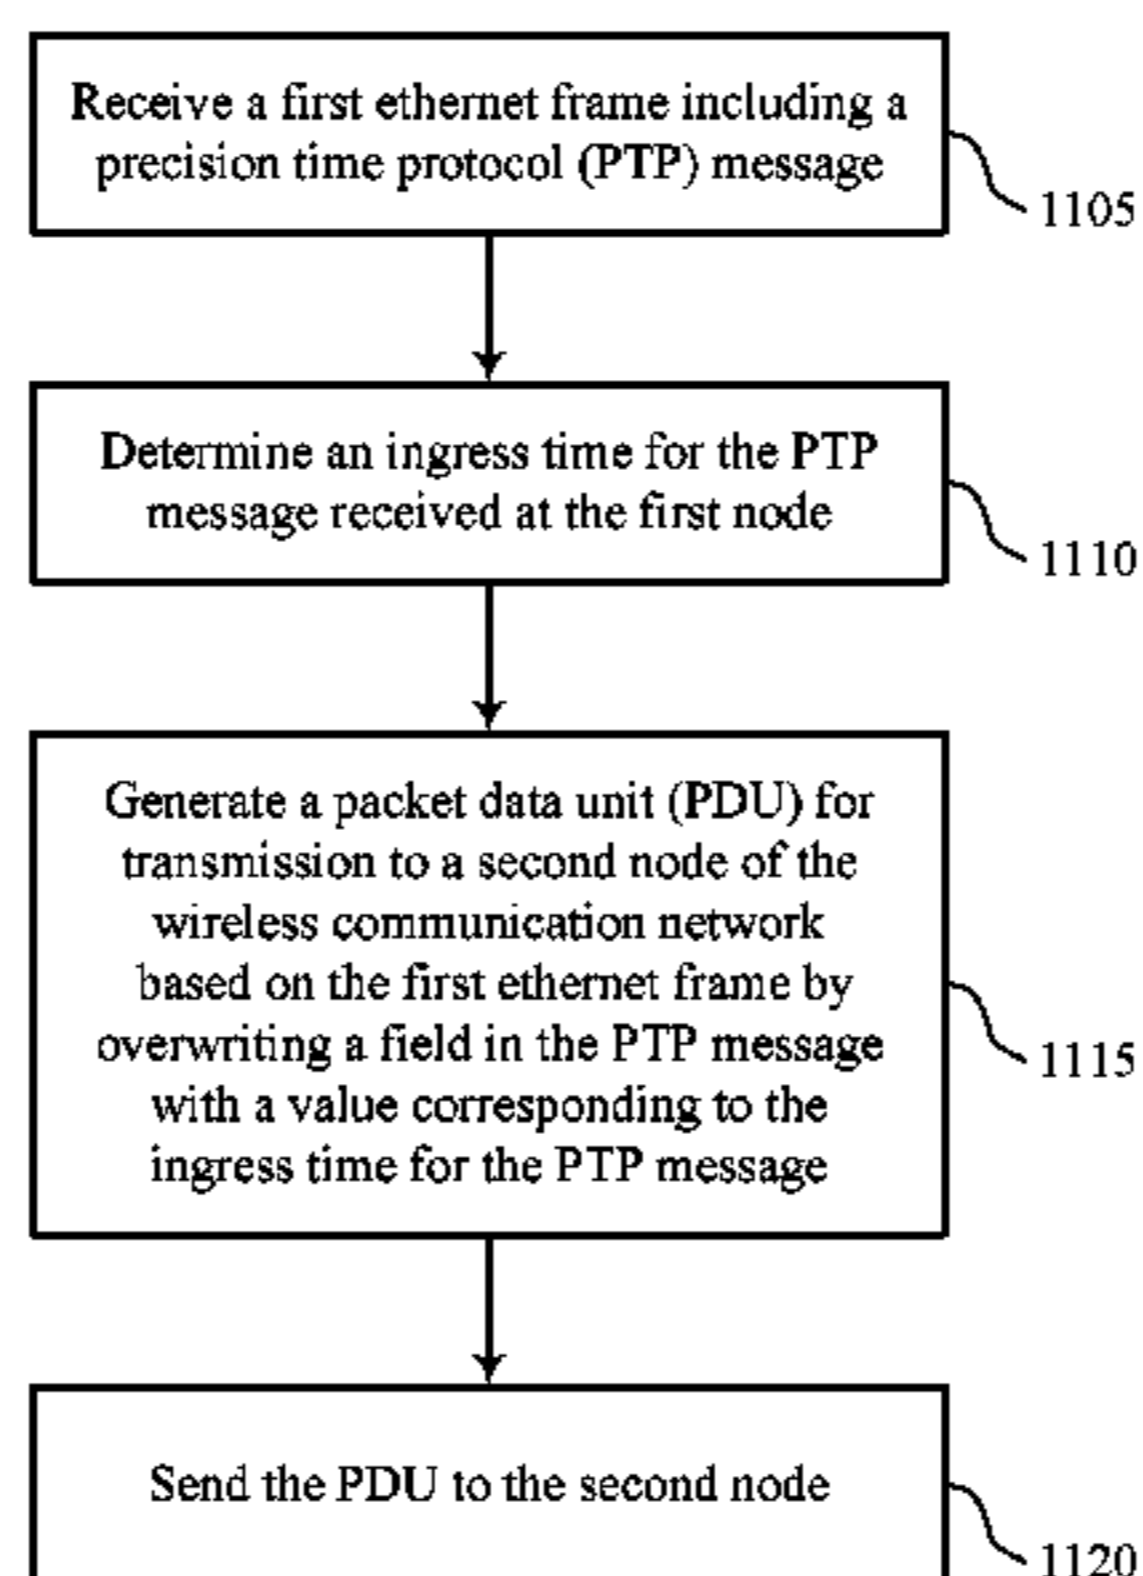 Receive a first ethernet frame including a
precision time protocol (PTP) message
1105
Determine an ingress time for the PTP
message received at the first node
1110
Generate a packet data unit (PDU) for
transmission to a second node of the
wireless communication network
based on the first ethernet frame by
overwriting a field in the PTP message
with a value corresponding to the
ingress time for the PTP message
1115
Send the PDU to the second node
1120